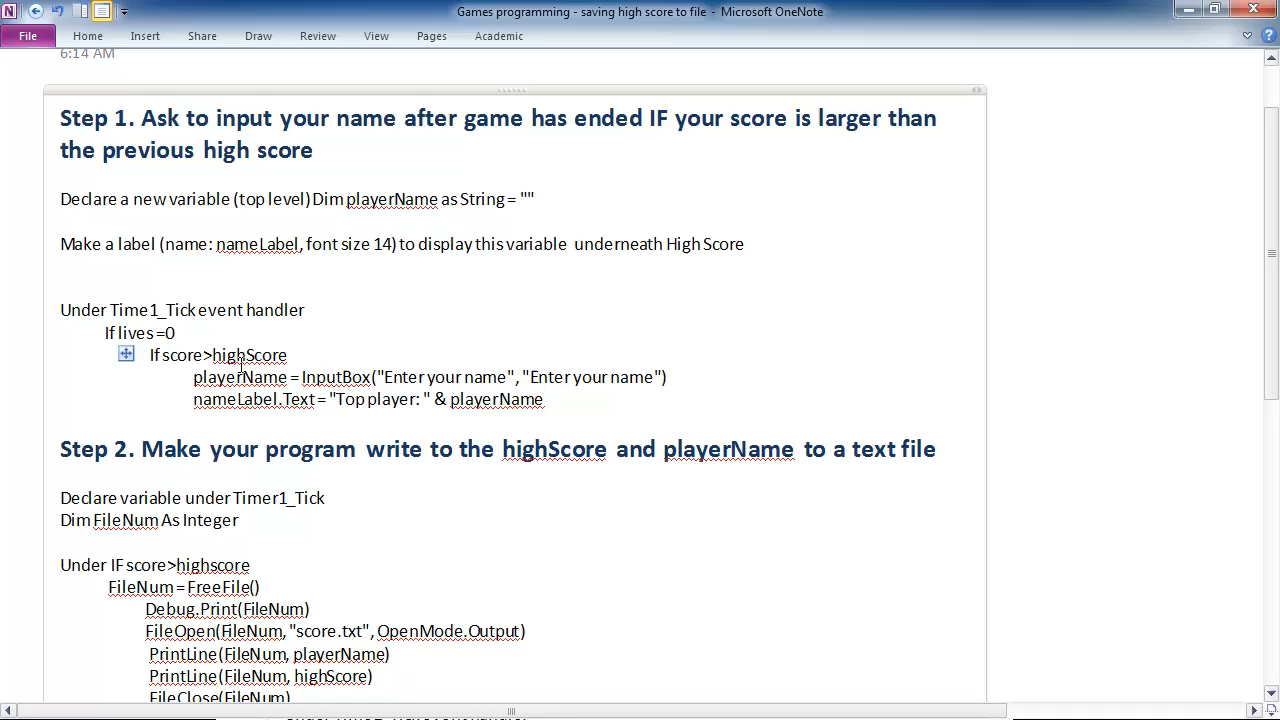 Games programming - saving high score to file - Microsoft OneNote
File Home Insert Share Draw Review View Pages Academic
6:14 AM
Step 1. Ask to input your name after game has ended IF your score is larger than
the previous high score
Declare a new variable (top level) Dim playerName as String = ""
Make a label (name: nameLabel, font size 14) to display this variable underneath High Score
Under Time1_Tick event handler
If lives =0
If score>highScore
playerName = InputBox("Enter your name", "Enter your name")
nameLabel.Text = "Top player: " & playerName
Step 2. Make your program write to the highScore and playerName to a text file
Declare variable under Timer1_Tick
Dim FileNum As Integer
Under IF score>highscore
FileNum = FreeFile()
Debug.Print(FileNum)
FileOpen(FileNum, "score.txt", OpenMode.Output)
PrintLine(FileNum, playerName)
PrintLine(FileNum, highScore)
FileClose(FileNum)